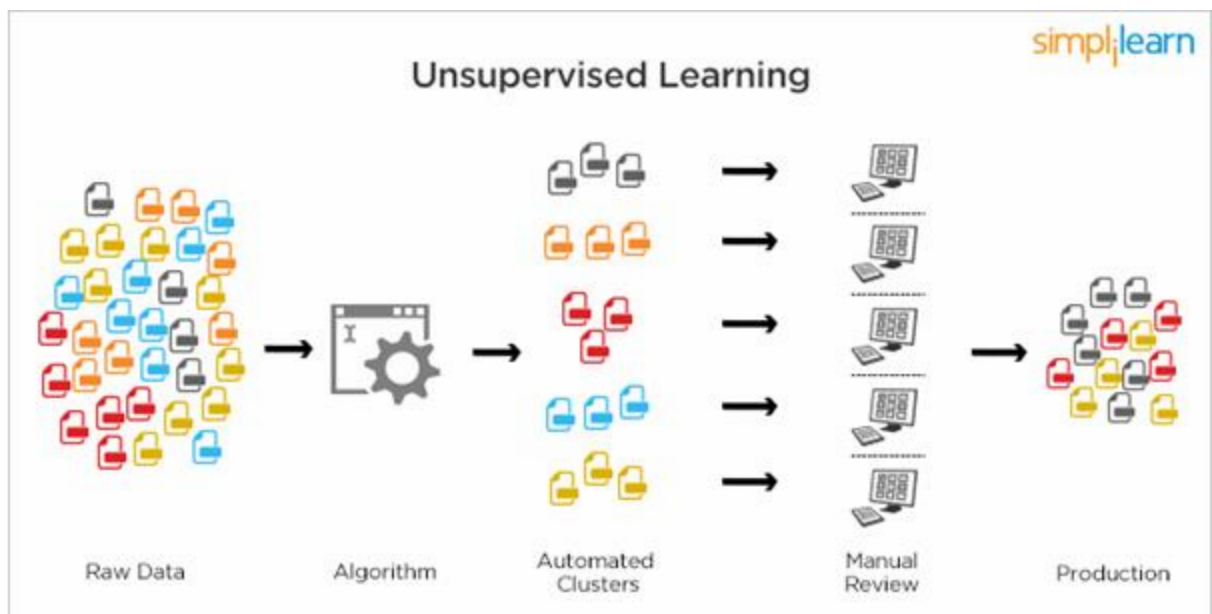 simplilearn
Unsupervised Learning
Raw Data
Algorithm
Automated
Clusters
Manual
Review
Production